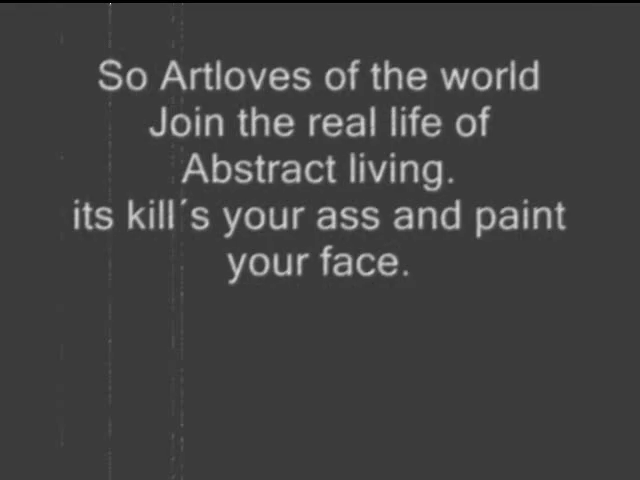 So Artloves of the world
Join the real life of
Abstract living.
its kill´s your ass and paint
your face.